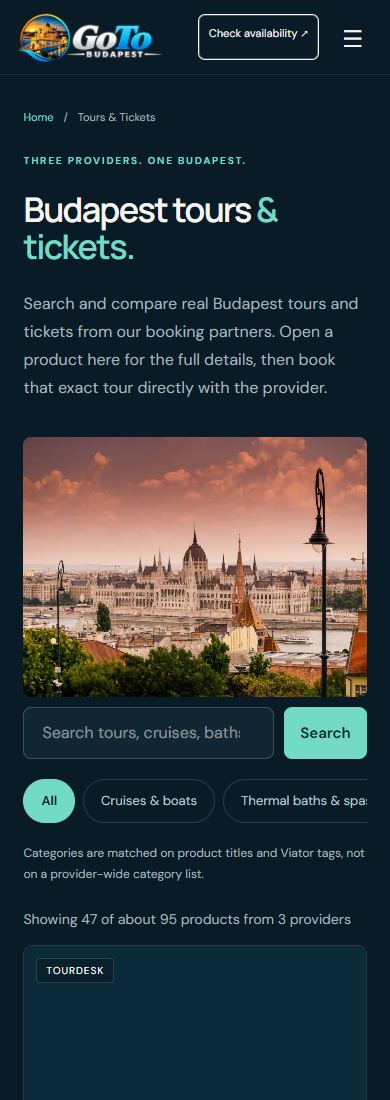 GoTo
BUDAPEST
Check availability ↗
Home / Tours & Tickets
THREE PROVIDERS. ONE BUDAPEST.
Budapest tours &
tickets.
Search and compare real Budapest tours and
tickets from our booking partners. Open a
product here for the full details, then book
that exact tour directly with the provider.
Search tours, cruises, baths
Search
All
Cruises & boats
Thermal baths & spas
Categories are matched on product titles and Viator tags, not
on a provider-wide category list.
Showing 47 of about 95 products from 3 providers
TOURDESK